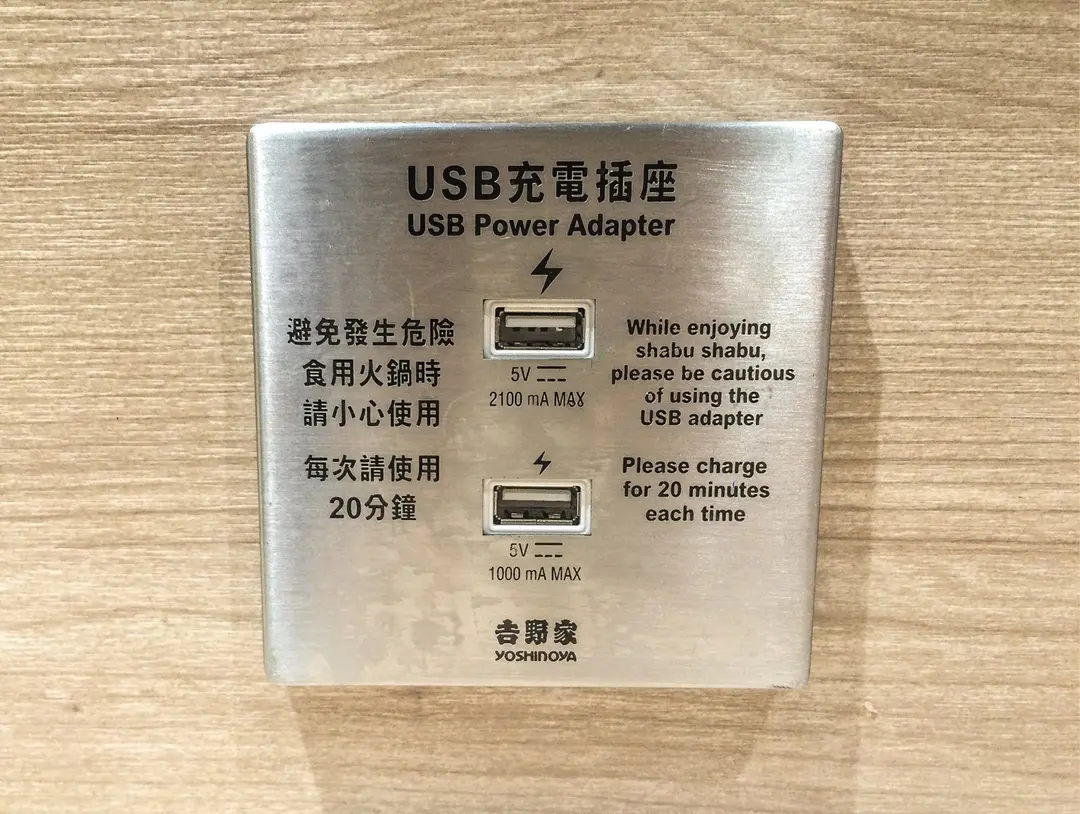 USB充電插座
USB Power Adapter
避免發生危險
食用火鍋時
請小心使用
每次請使用
20分鐘
5V
2100 mA MAX
5V
1000 mA MAX
While enjoying
shabu shabu,
please be cautious
of using the
USB adapter
Please charge
for 20 minutes
each time
吉野家
YOSHINOYA